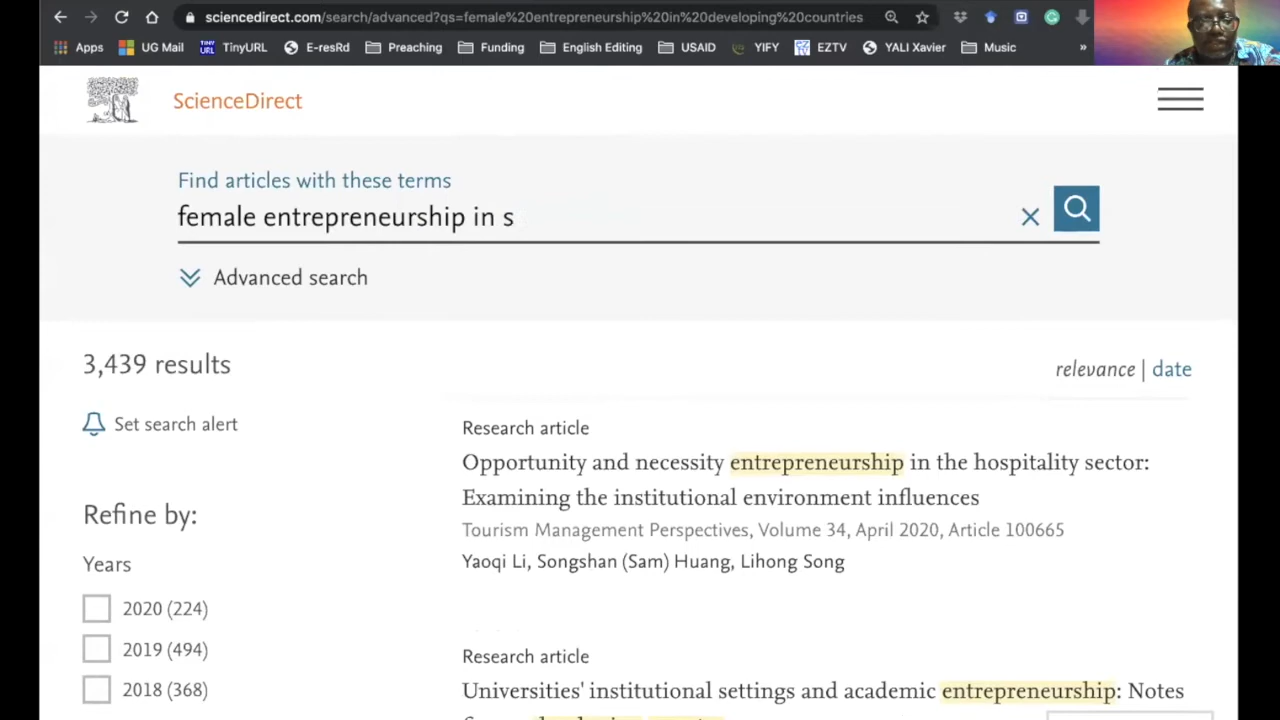 sciencedirect.com/search/advanced?qs=female%20entrepreneurship%20in%20developing%20countries
Apps UG Mail TINY URL TinyURL E-resRd Preaching Funding English Editing USAID YIFY EZTV YALI Xavier Music »
ScienceDirect
Find articles with these terms
female entrepreneurship in s
Advanced search
3,439 results
relevance | date
Set search alert
Research article
Opportunity and necessity entrepreneurship in the hospitality sector:
Examining the institutional environment influences
Tourism Management Perspectives, Volume 34, April 2020, Article 100665
Yaoqi Li, Songshan (Sam) Huang, Lihong Song
Refine by:
Years
2020 (224)
2019 (494)
2018 (368)
Research article
Universities' institutional settings and academic entrepreneurship: Notes